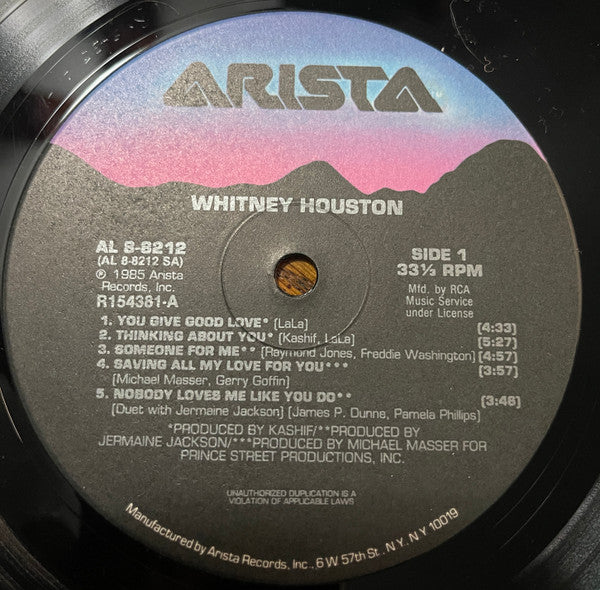 ARISTA
WHITNEY HOUSTON
AL 8-8212
(AL 8-8212 SA)
℗ 1985 Arista
Records, Inc.
R154381-A
SIDE 1
33⅓ RPM
Mfd. by RCA
Music Service
under License
1. YOU GIVE GOOD LOVE* (LaLa) [4:33]
2. THINKING ABOUT YOU* (Kashif, LaLa) [5:27]
3. SOMEONE FOR ME** (Raymond Jones, Freddie Washington) [4:57]
4. SAVING ALL MY LOVE FOR YOU*** [3:57]
(Michael Masser, Gerry Goffin)
5. NOBODY LOVES ME LIKE YOU DO** [3:46]
(Duet with Jermaine Jackson) (James P. Dunne, Pamela Phillips)
*PRODUCED BY KASHIF/**PRODUCED BY
JERMAINE JACKSON/***PRODUCED BY MICHAEL MASSER FOR
PRINCE STREET PRODUCTIONS, INC.
UNAUTHORIZED DUPLICATION IS A
VIOLATION OF APPLICABLE LAWS
Manufactured by Arista Records, Inc., 6 W. 57th St., N.Y., N.Y. 10019